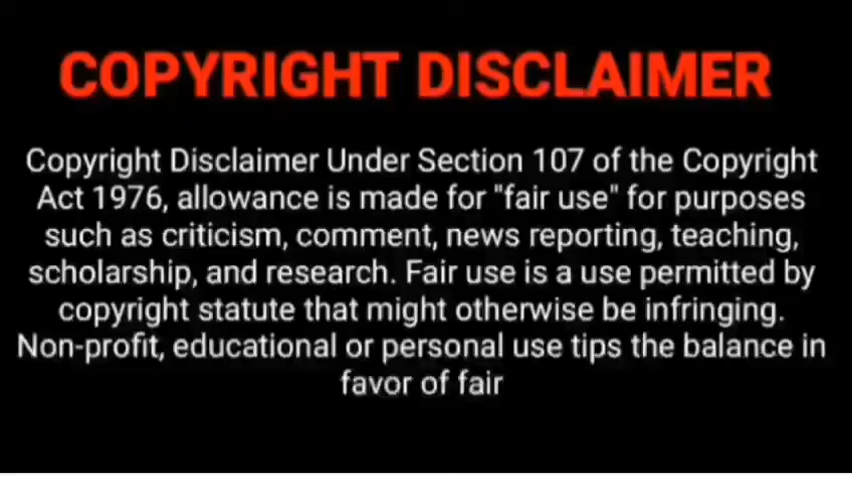 COPYRIGHT DISCLAIMER
Copyright Disclaimer Under Section 107 of the Copyright
Act 1976, allowance is made for "fair use" for purposes
such as criticism, comment, news reporting, teaching,
scholarship, and research. Fair use is a use permitted by
copyright statute that might otherwise be infringing.
Non-profit, educational or personal use tips the balance in
favor of fair